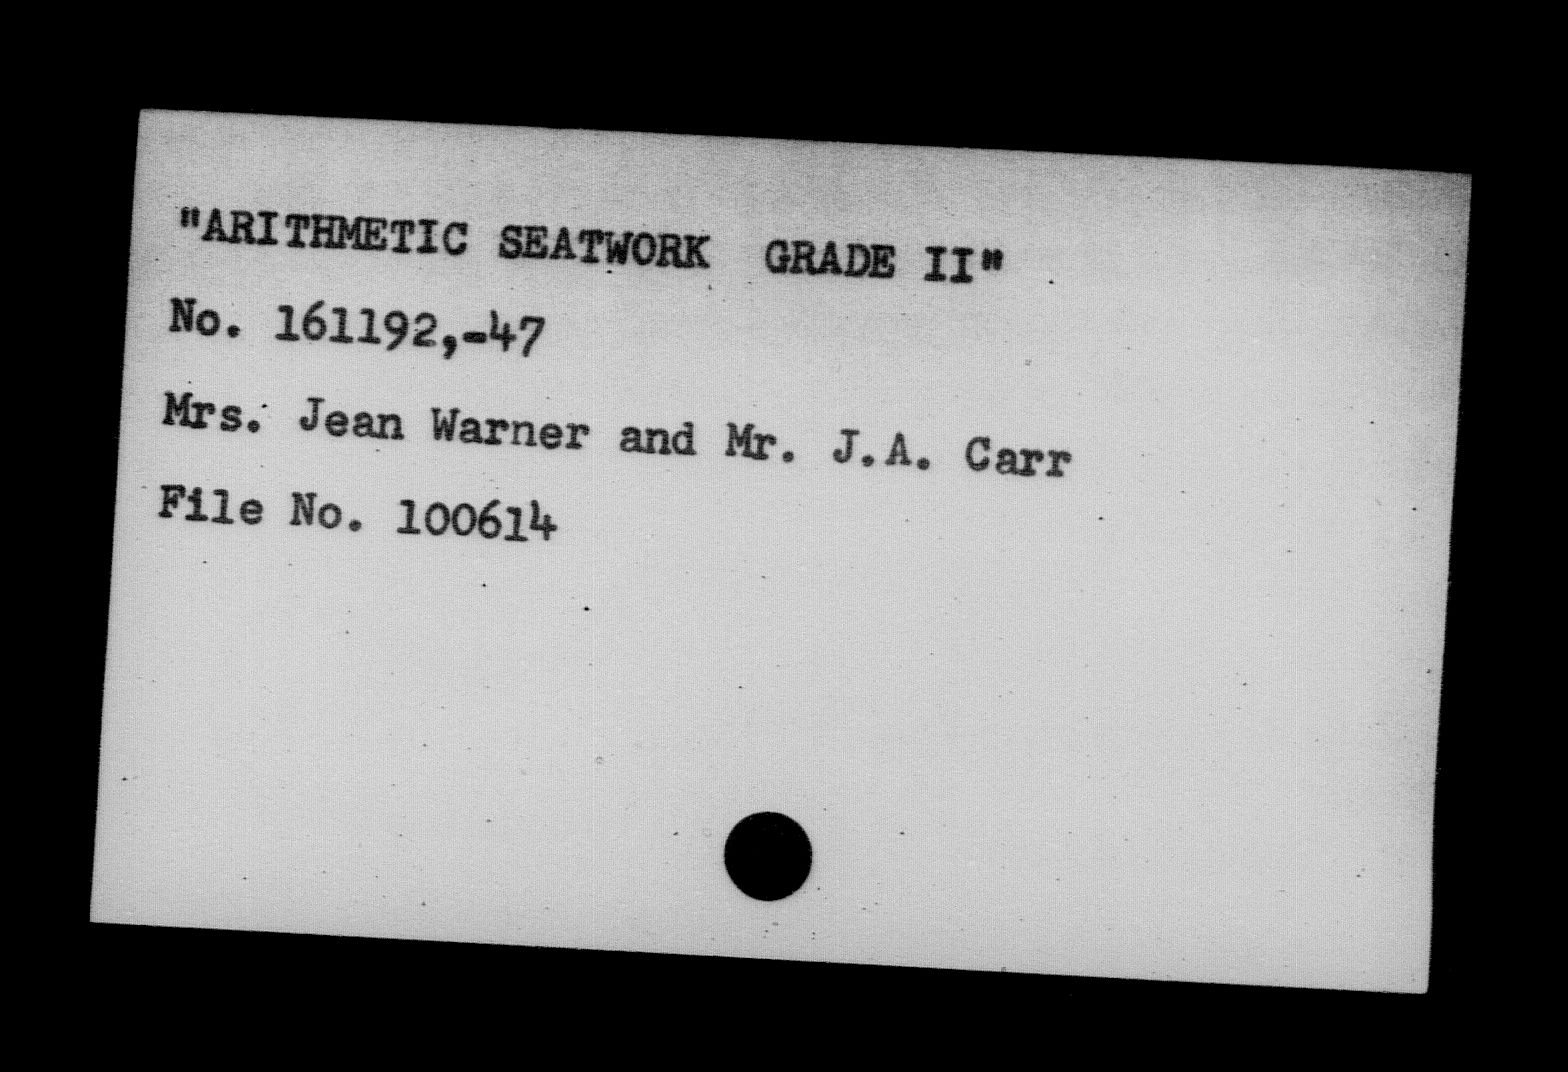 "ARITHMETIC SEATWORK  GRADE II"
No. 161192,-47
Mrs. Jean Warner and Mr. J.A. Carr
File No. 100614